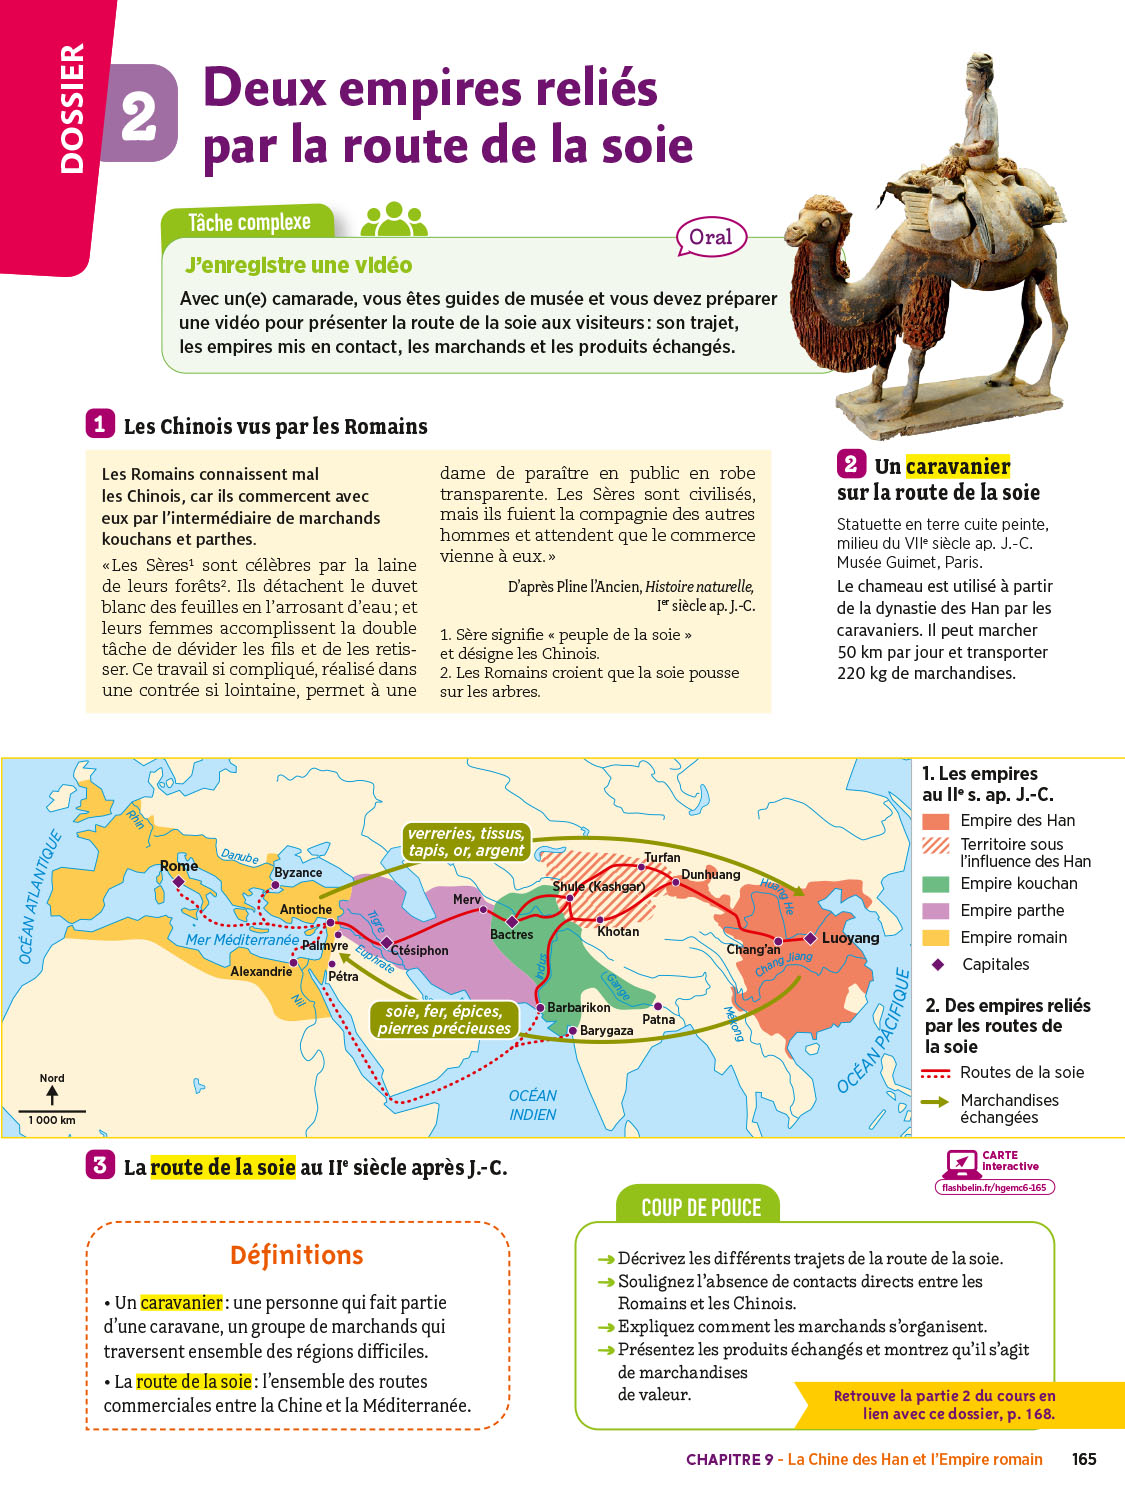 DOSSIER
2
Deux empires reliés
par la route de la soie
Tâche complexe
Oral
J'enregistre une vidéo
Avec un(e) camarade, vous êtes guides de musée et vous devez préparer
une vidéo pour présenter la route de la soie aux visiteurs : son trajet,
les empires mis en contact, les marchands et les produits échangés.
1 Les Chinois vus par les Romains
Les Romains connaissent mal
les Chinois, car ils commercent avec
eux par l'intermédiaire de marchands
kouchans et parthes.
« Les Sères¹ sont célèbres par la laine
de leurs forêts². Ils détachent le duvet
blanc des feuilles en l'arrosant d'eau ; et
leurs femmes accomplissent la double
tâche de dévider les fils et de les retis-
ser. Ce travail si compliqué, réalisé dans
une contrée si lointaine, permet à une
dame de paraître en public en robe
transparente. Les Sères sont civilisés,
mais ils fuient la compagnie des autres
hommes et attendent que le commerce
vienne à eux. »
D'après Pline l'Ancien, Histoire naturelle,
Ier siècle ap. J.-C.
1. Sère signifie « peuple de la soie »
et désigne les Chinois.
2. Les Romains croient que la soie pousse
sur les arbres.
2 Un caravanier
sur la route de la soie
Statuette en terre cuite peinte,
milieu du VIIe siècle ap. J.-C.
Musée Guimet, Paris.
Le chameau est utilisé à partir
de la dynastie des Han par les
caravaniers. Il peut marcher
50 km par jour et transporter
220 kg de marchandises.
OCÉAN ATLANTIQUE
Rhin
Danube
Rome
Byzance
Antioche
Mer Méditerranée
Palmyre
Alexandrie
Pétra
Nil
Tigre
Euphrate
Ctésiphon
Merv
Bactres
verreries, tissus,
tapis, or, argent
Shule (Kashgar)
Turfan
Dunhuang
Khotan
Huang He
Chang'an
Luoyang
Chang Jiang
Indus
Gange
Mékong
Barbarikon
Barygaza
Patna
soie, fer, épices,
pierres précieuses
OCÉAN
INDIEN
OCÉAN PACIFIQUE
Nord
1 000 km
1. Les empires
au IIe s. ap. J.-C.
Empire des Han
Territoire sous
l'influence des Han
Empire kouchan
Empire parthe
Empire romain
Capitales
2. Des empires reliés
par les routes de
la soie
Routes de la soie
Marchandises
échangées
3 La route de la soie au IIe siècle après J.-C.
CARTE
interactive
flashbelin.fr/hgemc6-165
Définitions
• Un caravanier : une personne qui fait partie
d'une caravane, un groupe de marchands qui
traversent ensemble des régions difficiles.
• La route de la soie : l'ensemble des routes
commerciales entre la Chine et la Méditerranée.
COUP DE POUCE
➜ Décrivez les différents trajets de la route de la soie.
➜ Soulignez l'absence de contacts directs entre les
Romains et les Chinois.
➜ Expliquez comment les marchands s'organisent.
➜ Présentez les produits échangés et montrez qu'il s'agit
de marchandises
de valeur.
Retrouve la partie 2 du cours en
lien avec ce dossier, p. 168.
CHAPITRE 9 - La Chine des Han et l'Empire romain 165